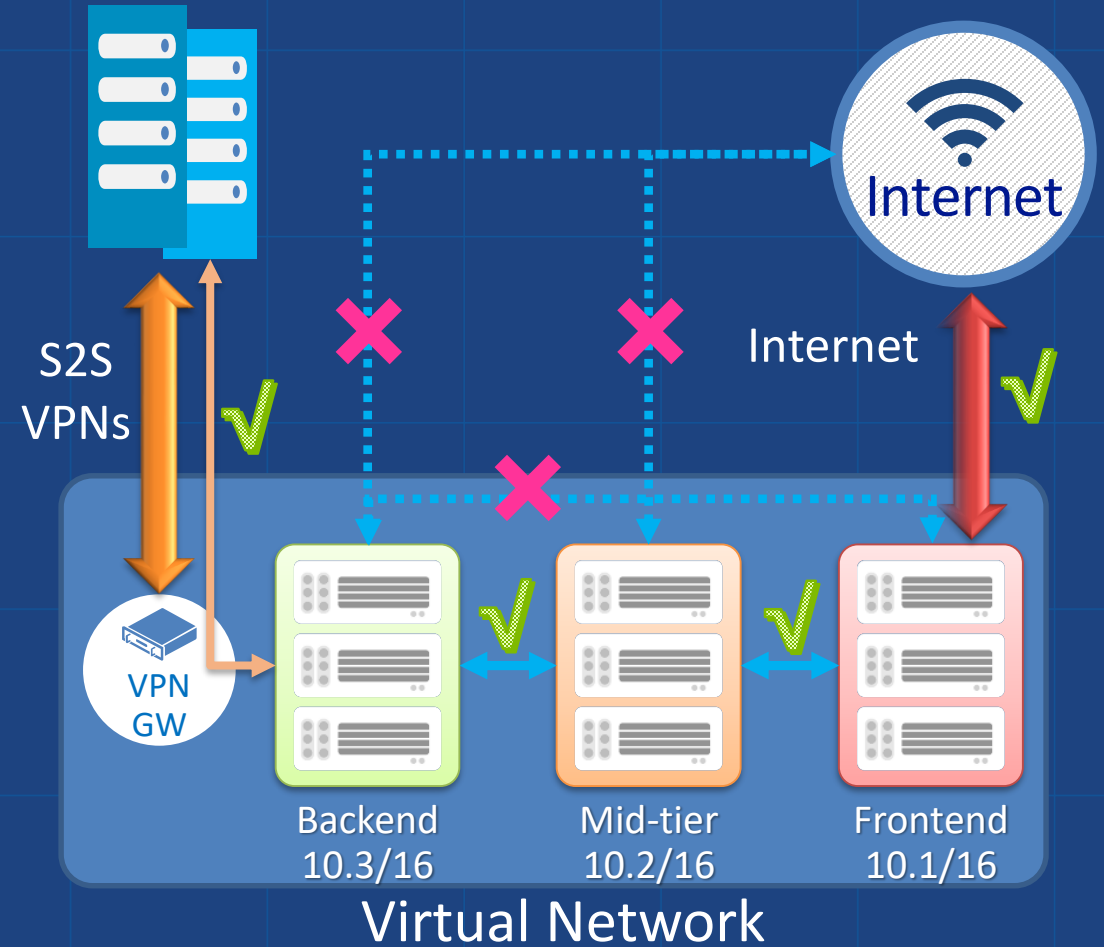 Internet
S2S
VPNs
Internet
√
√
√
√
VPN
GW
Backend
10.3/16
Mid-tier
10.2/16
Frontend
10.1/16
Virtual Network